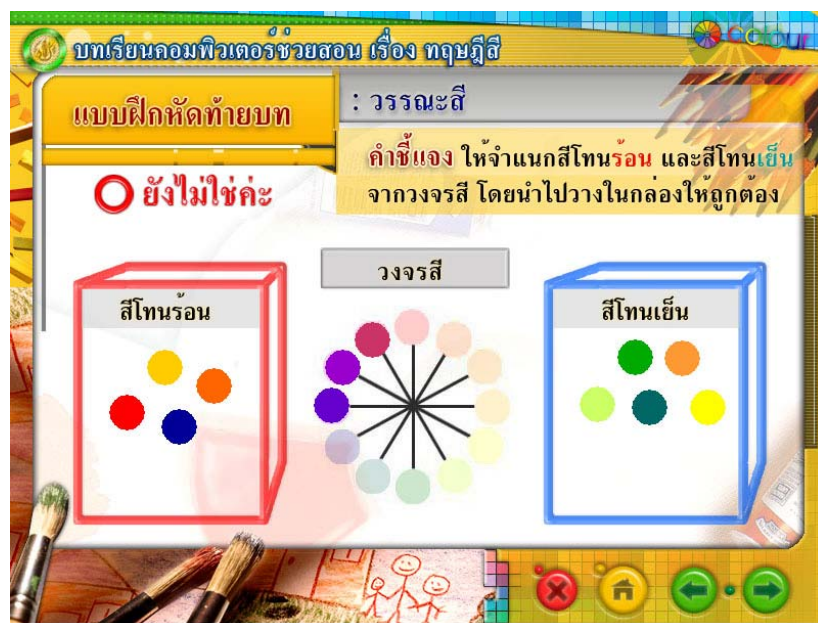 บทเรียนคอมพิวเตอร์ช่วยสอน เรื่อง ทฤษฎีสี
Colour
แบบฝึกหัดท้ายบท
: วรรณะสี
คำชี้แจง ให้จำแนกสีโทนร้อน และสีโทนเย็น
จากวงจรสี โดยนำไปวางในกล่องให้ถูกต้อง
ยังไม่ใช่ค่ะ
วงจรสี
สีโทนร้อน
สีโทนเย็น